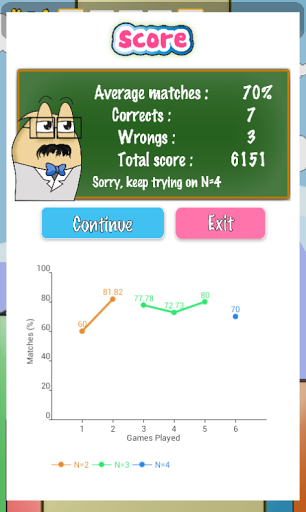 Score
Average matches : 70%
Corrects : 7
Wrongs : 3
Total score : 6151
Sorry, keep trying on N=4
Continue Exit
100
80
60
40
20
0
Matches (%)
60
81.82
77.78
72.73
80
70
1 2 3 4 5 6
Games Played
N=2 N=3 N=4